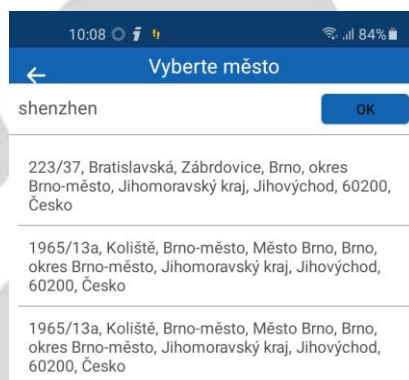 10:08 84%
Vyberte město
shenzhen OK
223/37, Bratislavská, Zábrdovice, Brno, okres
Brno-město, Jihomoravský kraj, Jihovýchod, 60200,
Česko
1965/13a, Koliště, Brno-město, Město Brno, Brno,
okres Brno-město, Jihomoravský kraj, Jihovýchod,
60200, Česko
1965/13a, Koliště, Brno-město, Město Brno, Brno,
okres Brno-město, Jihomoravský kraj, Jihovýchod,
60200, Česko